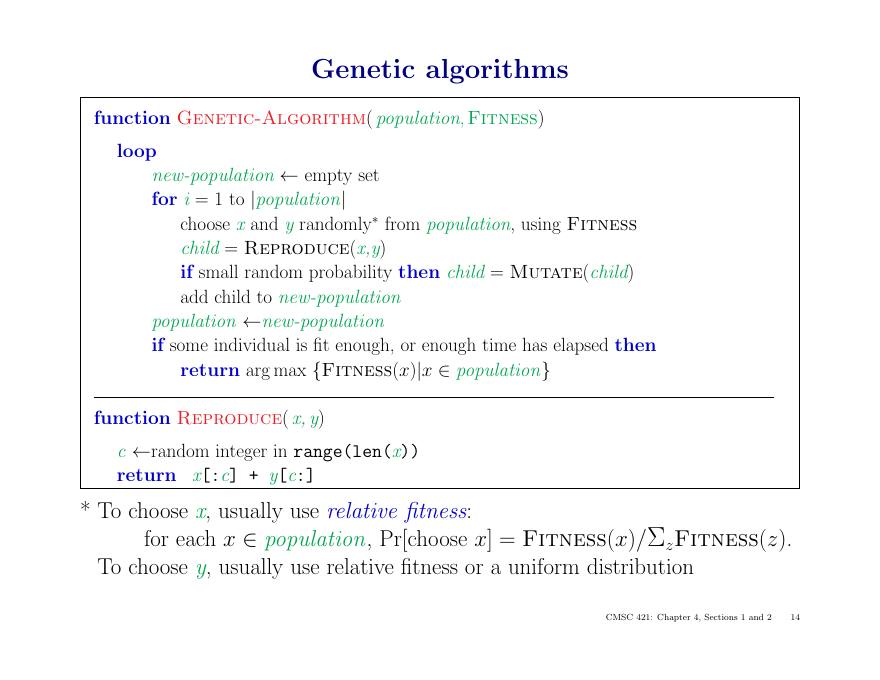 Genetic algorithms
function Genetic-Algorithm( population, Fitness)
loop
new-population ← empty set
for i = 1 to |population|
choose x and y randomly* from population, using Fitness
child = Reproduce(x,y)
if small random probability then child = Mutate(child)
add child to new-population
population ←new-population
if some individual is fit enough, or enough time has elapsed then
return arg max {Fitness(x)|x ∈ population}
function Reproduce( x, y)
c ←random integer in range(len(x))
return x[:c] + y[c:]
* To choose x, usually use relative fitness:
for each x ∈ population, Pr[choose x] = Fitness(x)/∑zFitness(z).
To choose y, usually use relative fitness or a uniform distribution
CMSC 421: Chapter 4, Sections 1 and 2 14